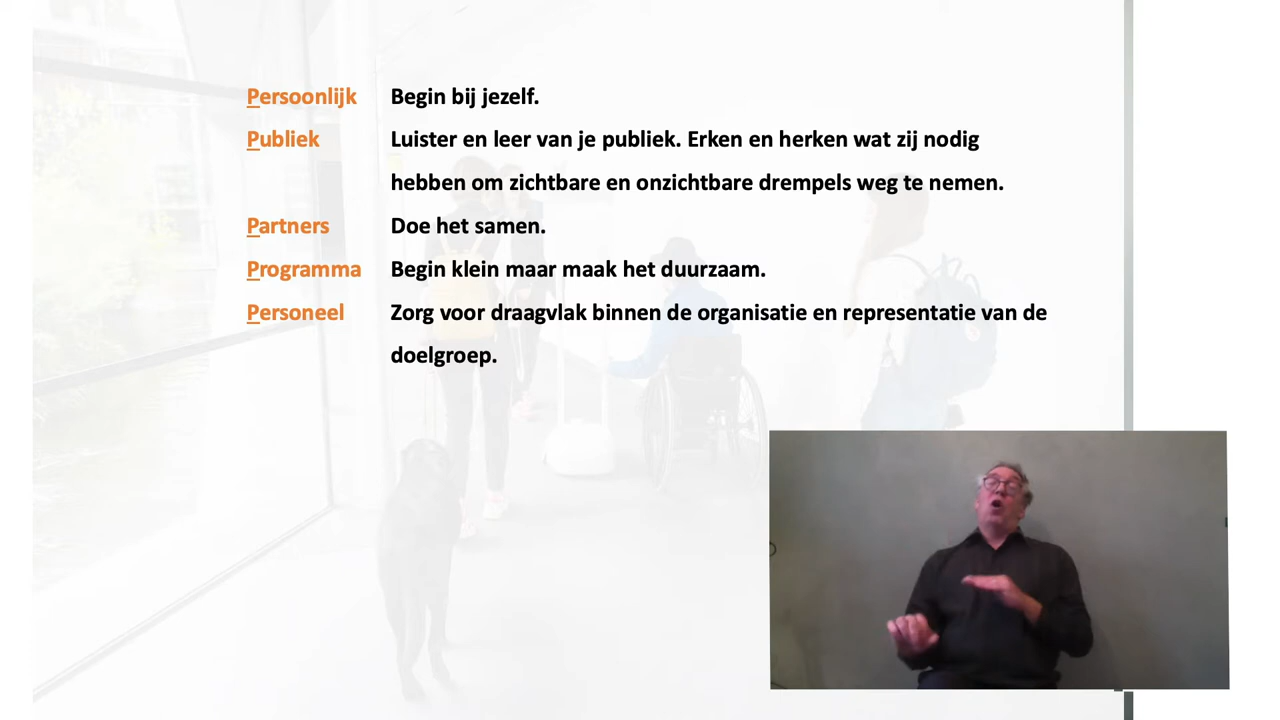 Persoonlijk Begin bij jezelf.
Publiek Luister en leer van je publiek. Erken en herken wat zij nodig
hebben om zichtbare en onzichtbare drempels weg te nemen.
Partners Doe het samen.
Programma Begin klein maar maak het duurzaam.
Personeel Zorg voor draagvlak binnen de organisatie en representatie van de
doelgroep.